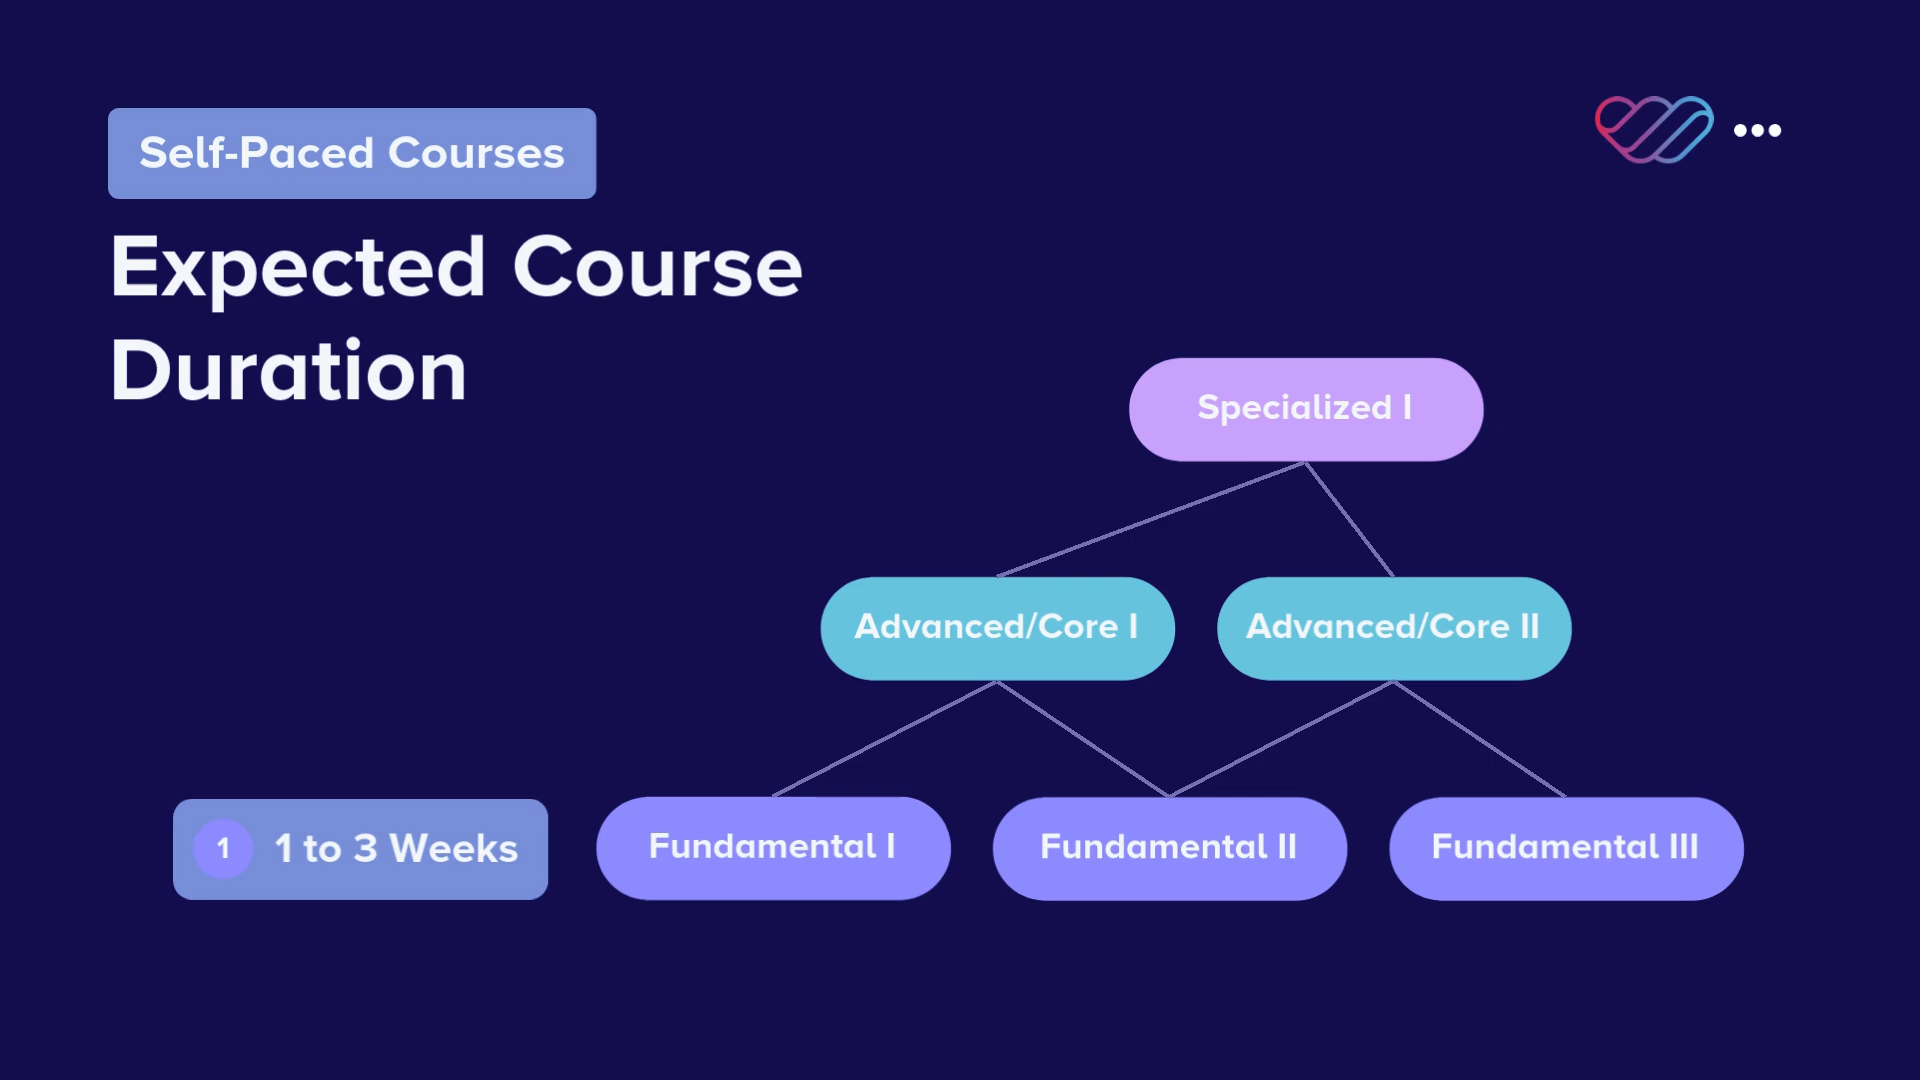 Self-Paced Courses
Expected Course
Duration
Specialized I
Advanced/Core I
Advanced/Core II
1
1 to 3 Weeks
Fundamental I
Fundamental II
Fundamental III